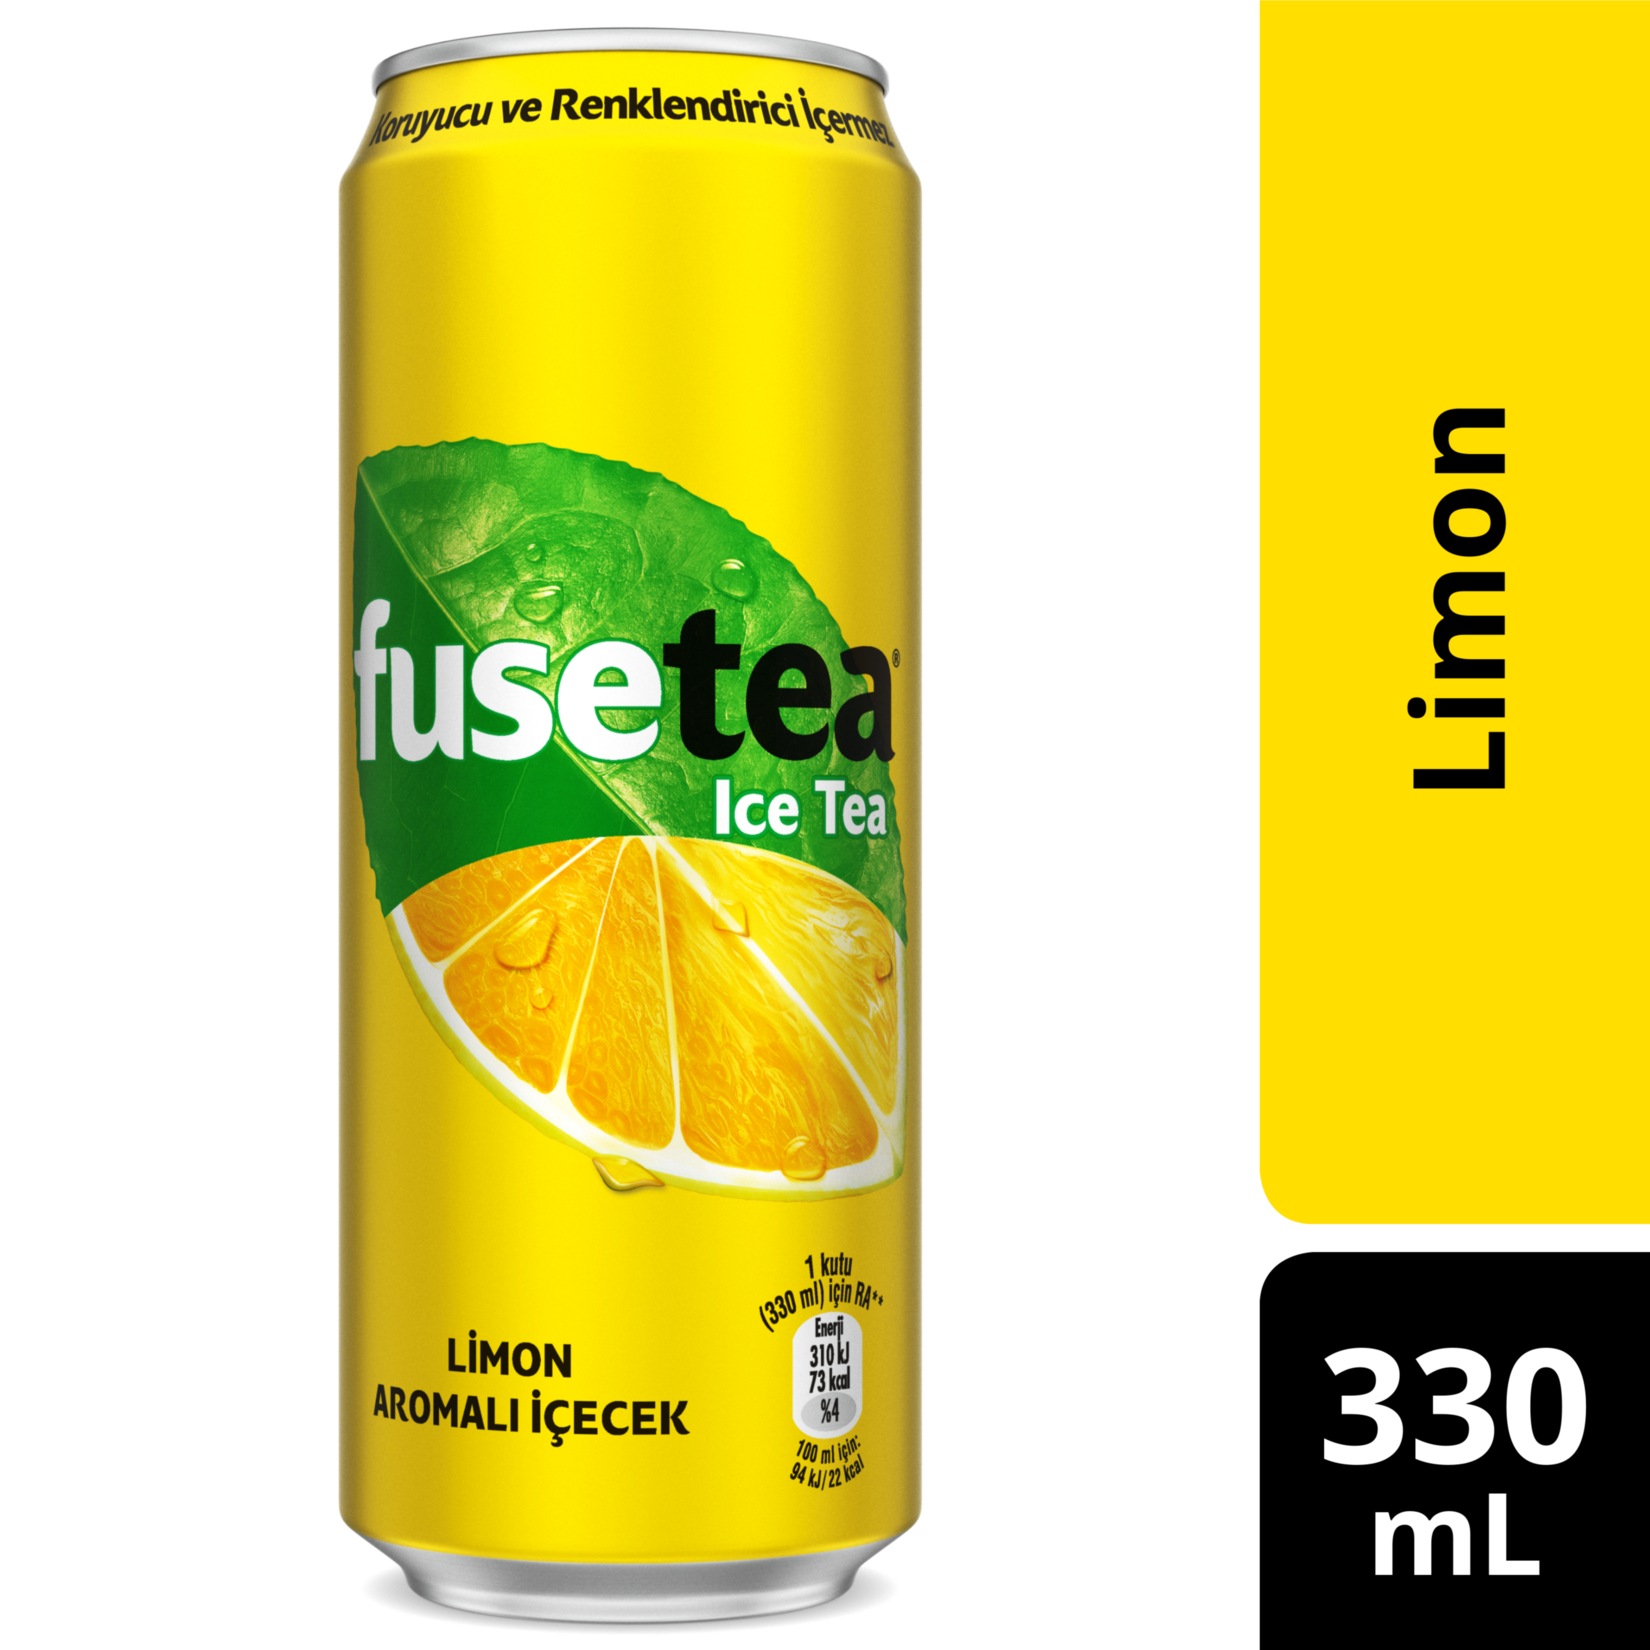 Koruyucu ve Renklendirici İçermez
fusetea®
Ice Tea
LİMON
AROMALI İÇECEK
1 kutu
(330 ml) için RA**
Enerji
310 kJ
73 kcal
%4
100 ml için:
94 kJ/22 kcal
Limon
330
mL